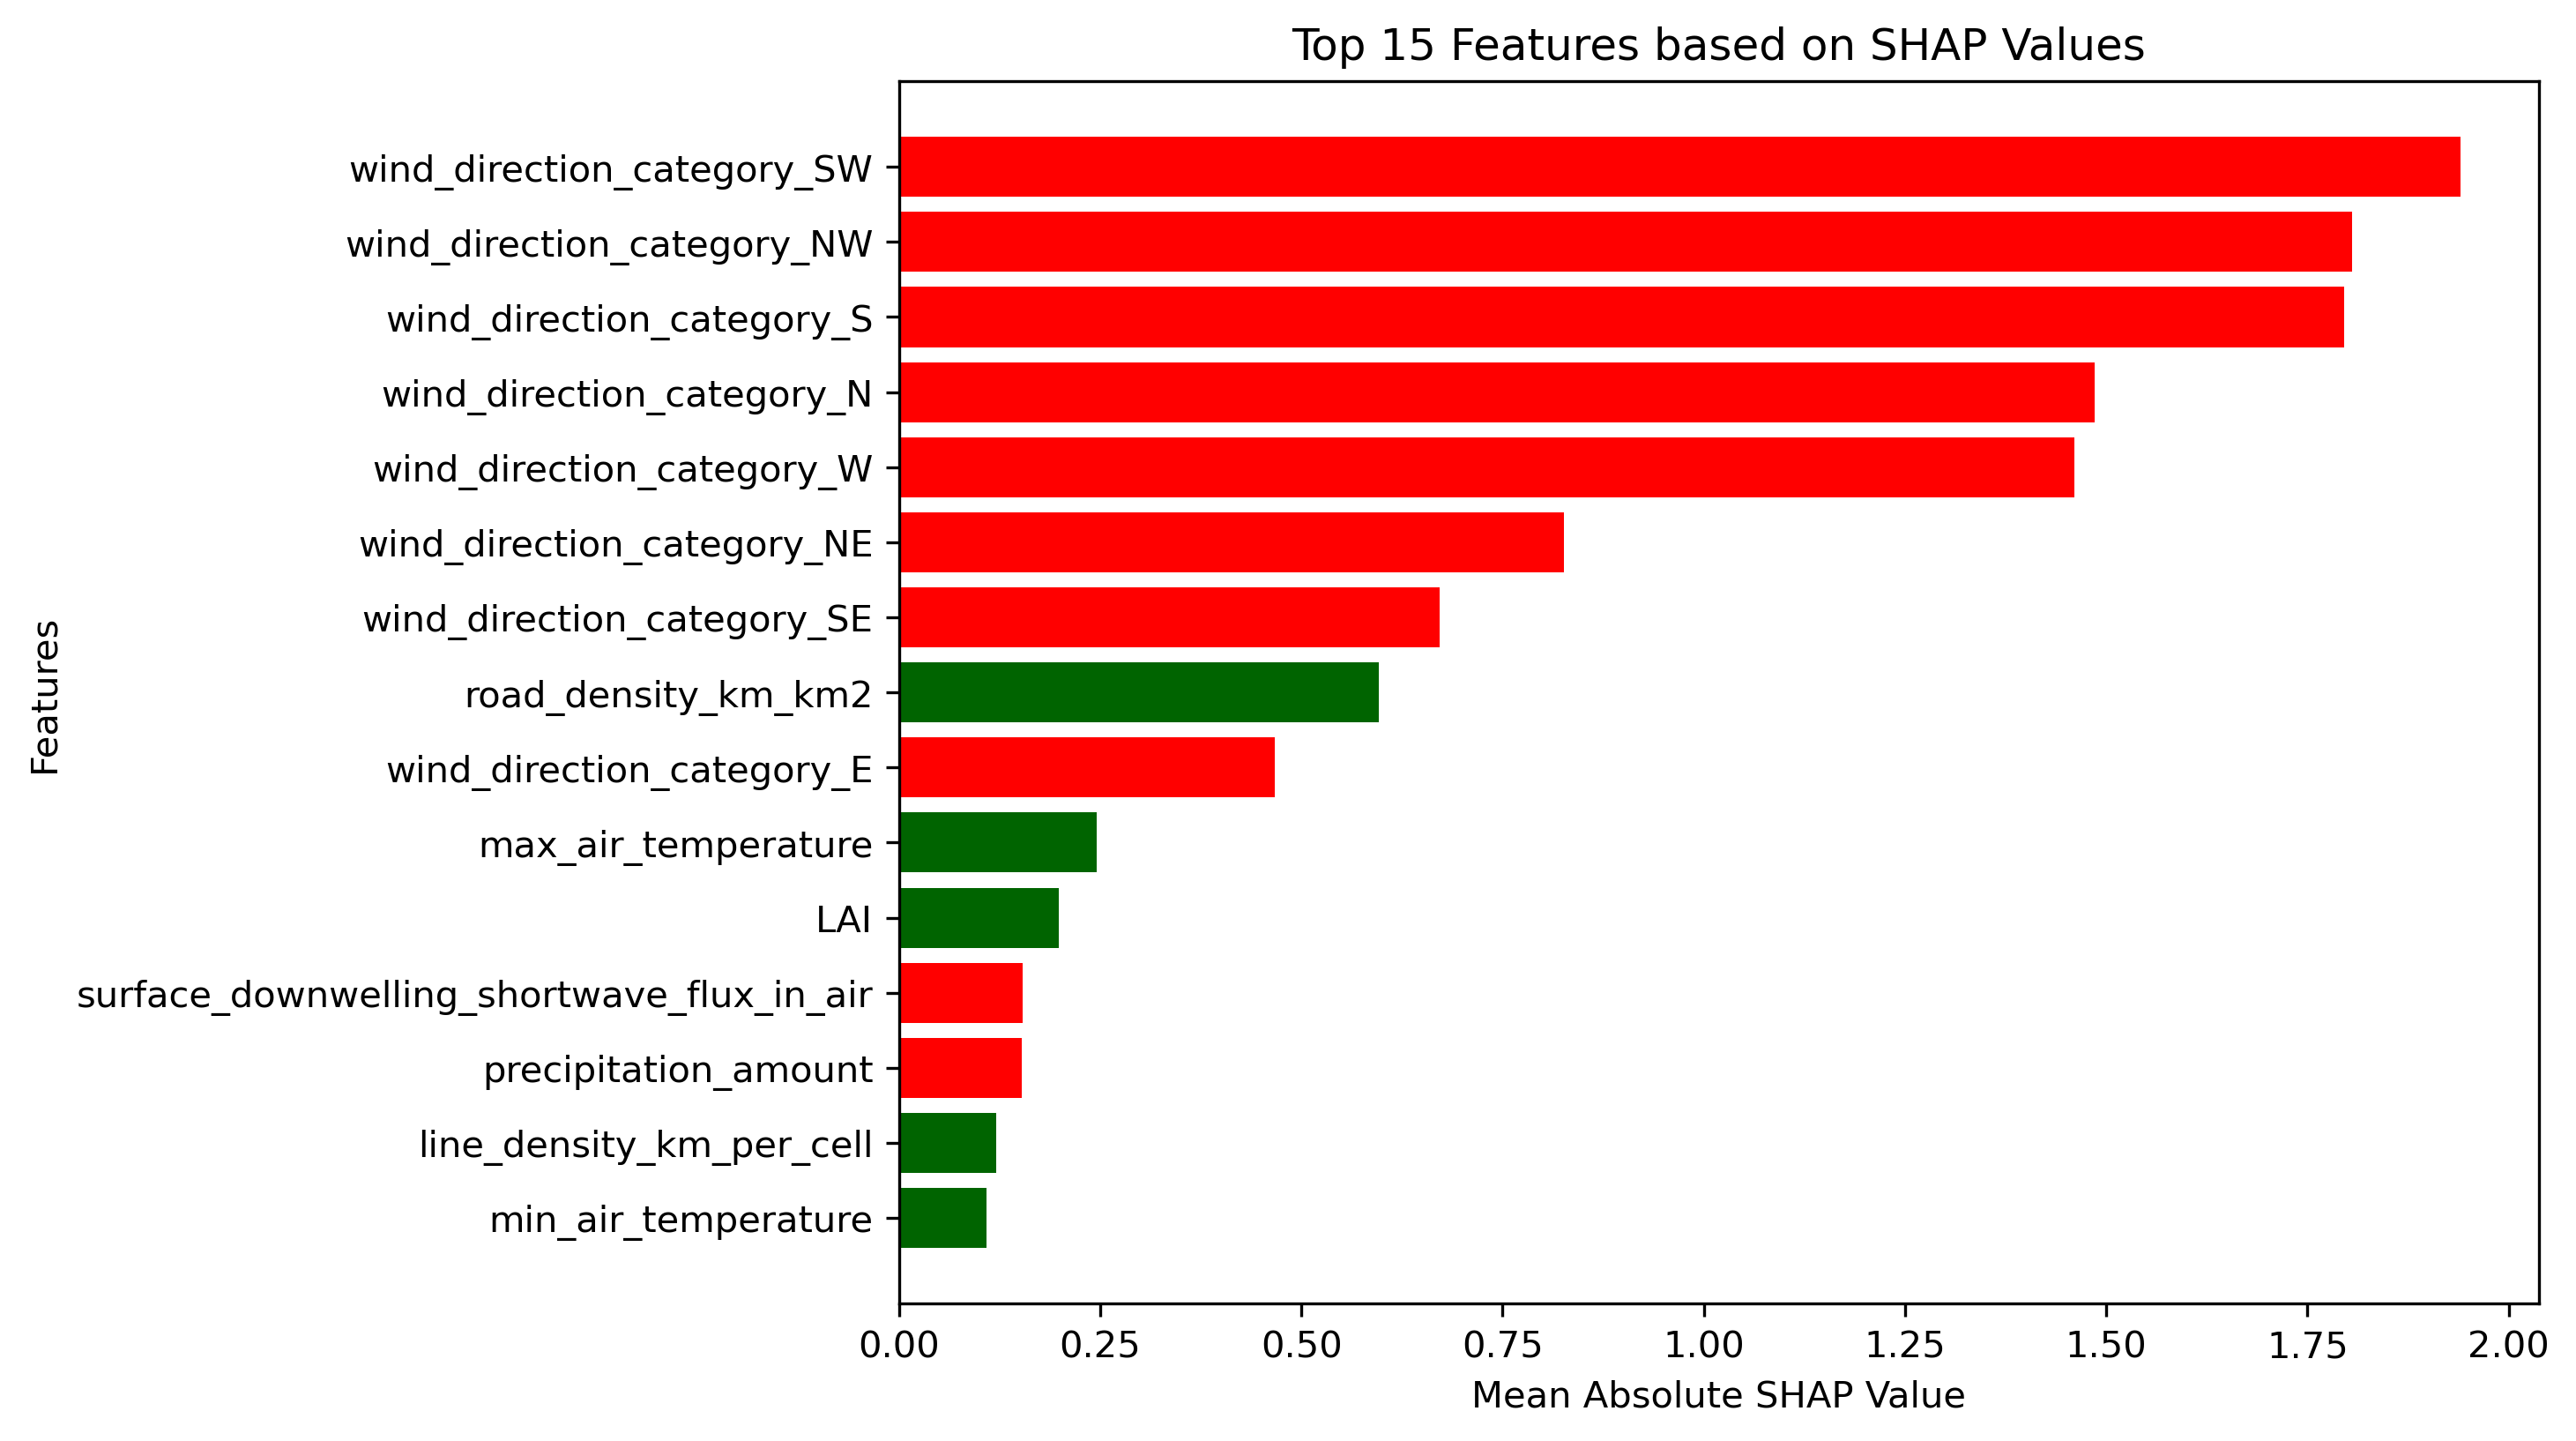 Top 15 Features based on SHAP Values
Features
wind_direction_category_SW
wind_direction_category_NW
wind_direction_category_S
wind_direction_category_N
wind_direction_category_W
wind_direction_category_NE
wind_direction_category_SE
road_density_km_km2
wind_direction_category_E
max_air_temperature
LAI
surface_downwelling_shortwave_flux_in_air
precipitation_amount
line_density_km_per_cell
min_air_temperature
0.00 0.25 0.50 0.75 1.00 1.25 1.50 1.75 2.00
Mean Absolute SHAP Value